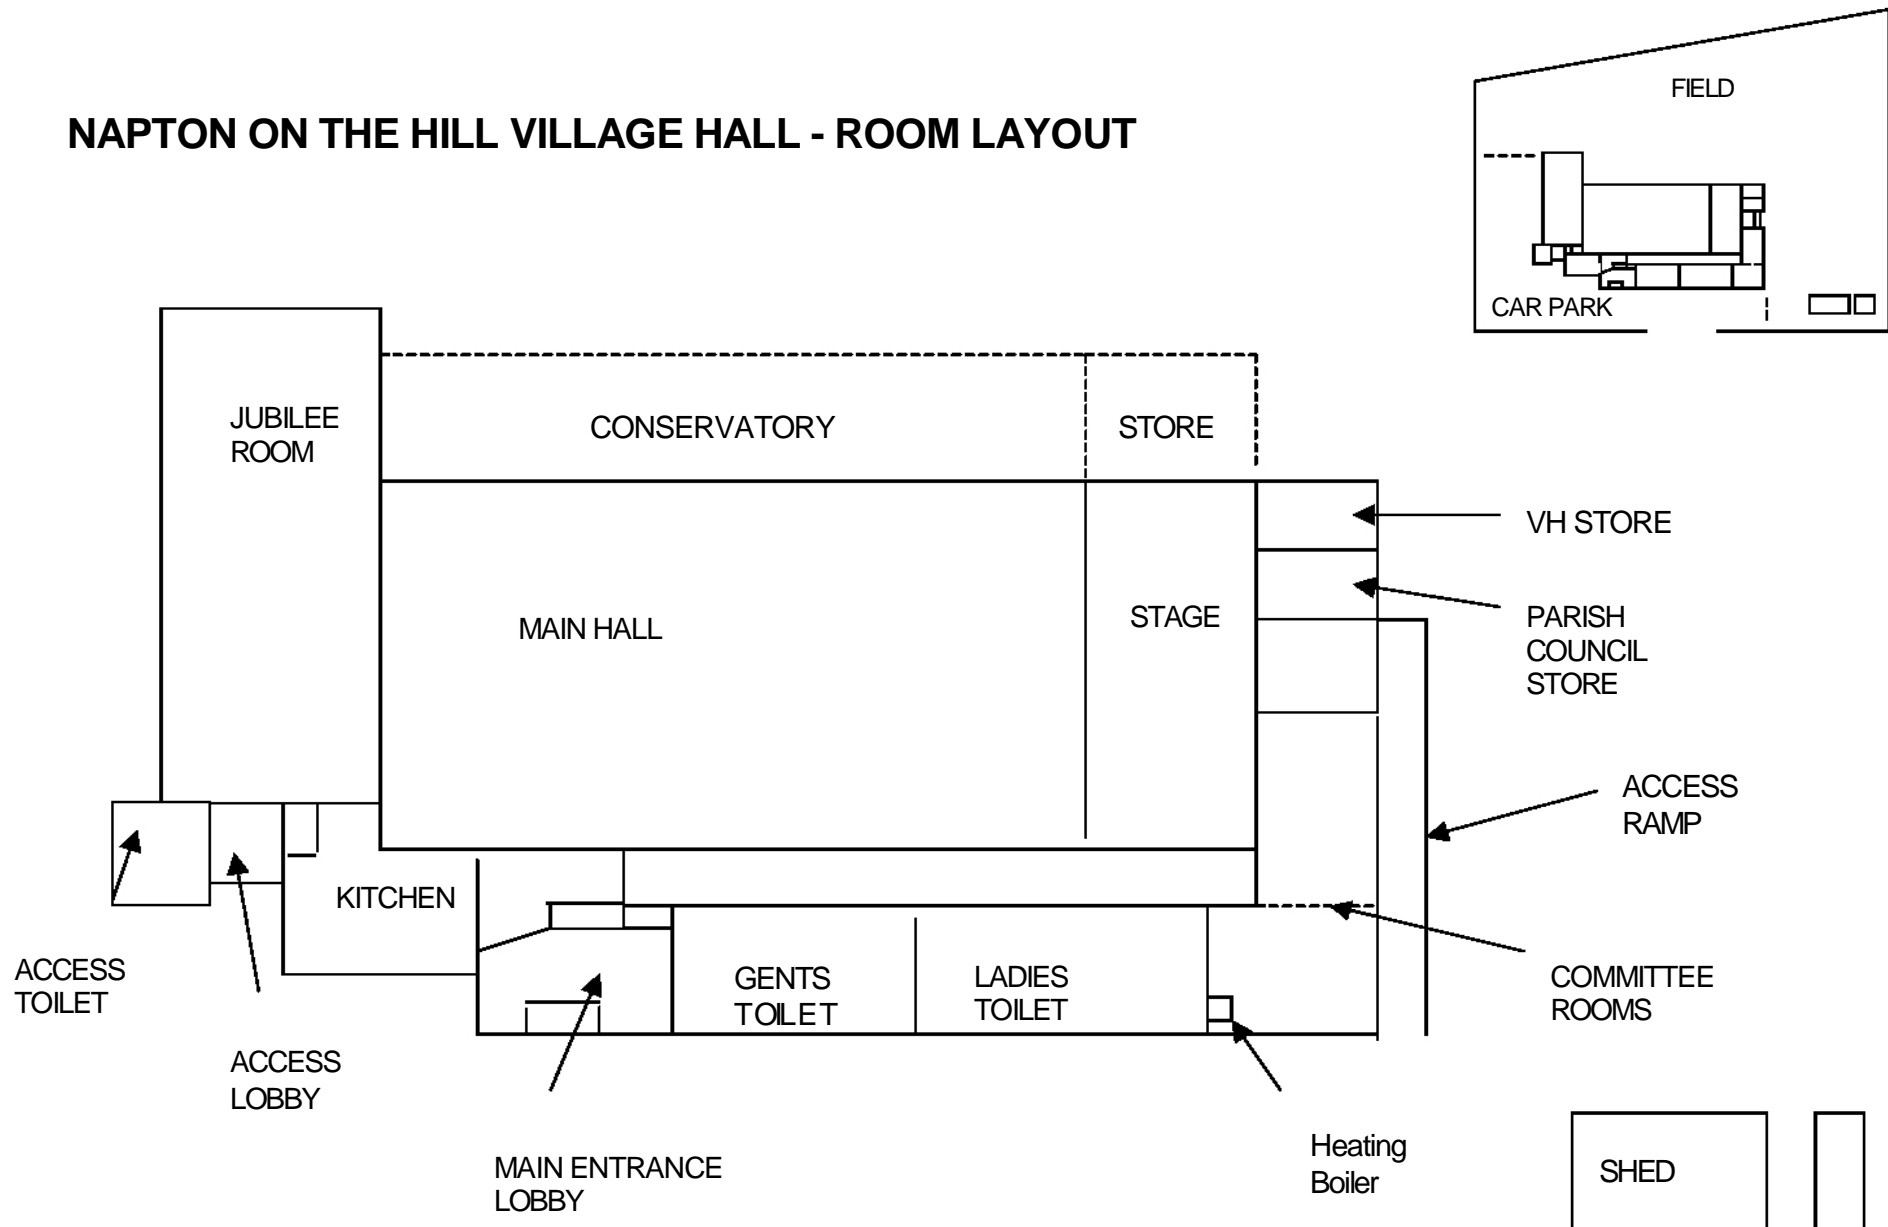 NAPTON ON THE HILL VILLAGE HALL - ROOM LAYOUT
FIELD
CAR PARK
JUBILEE
ROOM
CONSERVATORY
STORE
VH STORE
MAIN HALL
STAGE
PARISH
COUNCIL
STORE
ACCESS
RAMP
KITCHEN
ACCESS
TOILET
GENTS
TOILET
LADIES
TOILET
COMMITTEE
ROOMS
ACCESS
LOBBY
MAIN ENTRANCE
LOBBY
Heating
Boiler
SHED